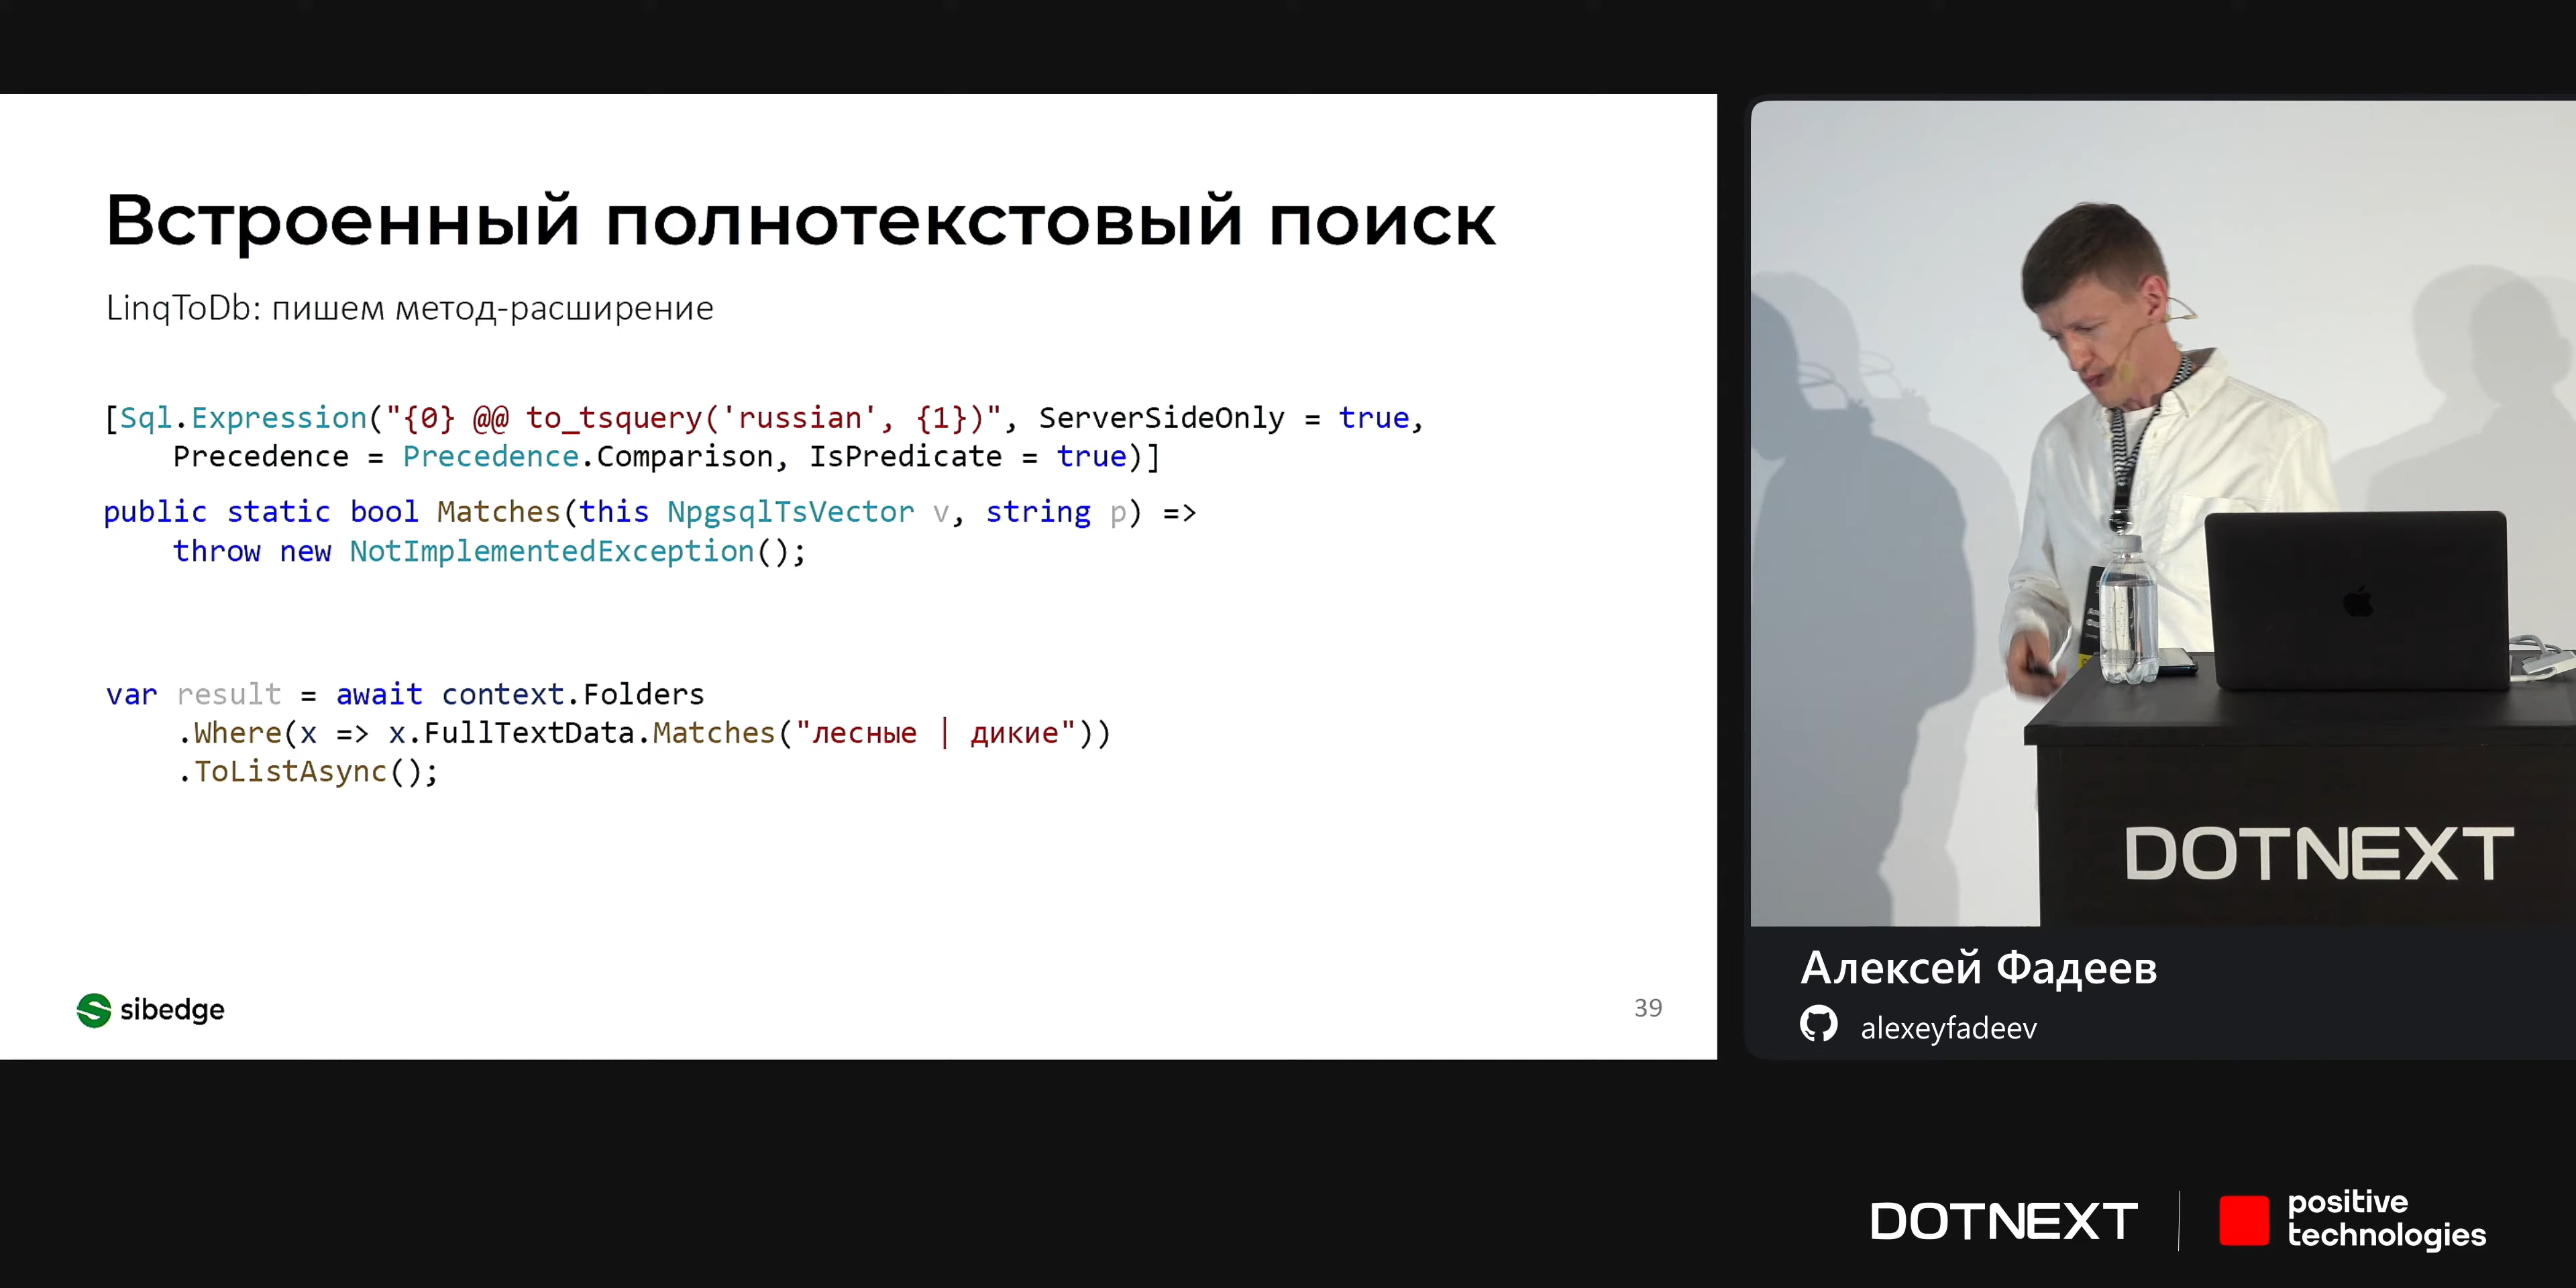 Встроенный полнотекстовый поиск
LinqToDb: пишем метод-расширение
[Sql.Expression("{0} @@ to_tsquery('russian', {1})", ServerSideOnly = true,
Precedence = Precedence.Comparison, IsPredicate = true)]
public static bool Matches(this NpgsqlTsVector v, string p) =>
throw new NotImplementedException();
var result = await context.Folders
.Where(x => x.FullTextData.Matches("лесные | дикие"))
.ToListAsync();
sibedge
39
DOTNEXT
Алексей Фадеев
alexeyfadeev
DOTNEXT
positive
technologies